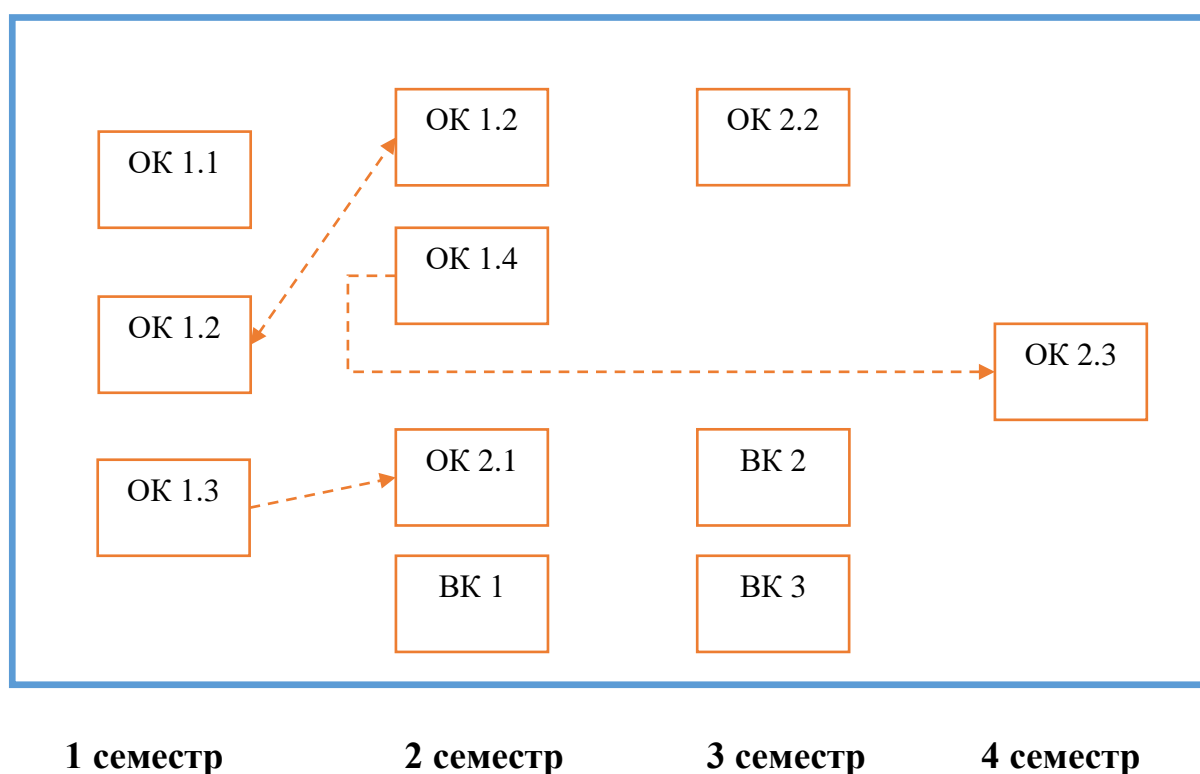 ОК 1.2
ОК 2.2
ОК 1.1
ОК 1.4
ОК 1.2
ОК 2.3
ОК 2.1
ВК 2
ОК 1.3
ВК 1
ВК 3
1 семестр
2 семестр
3 семестр
4 семестр